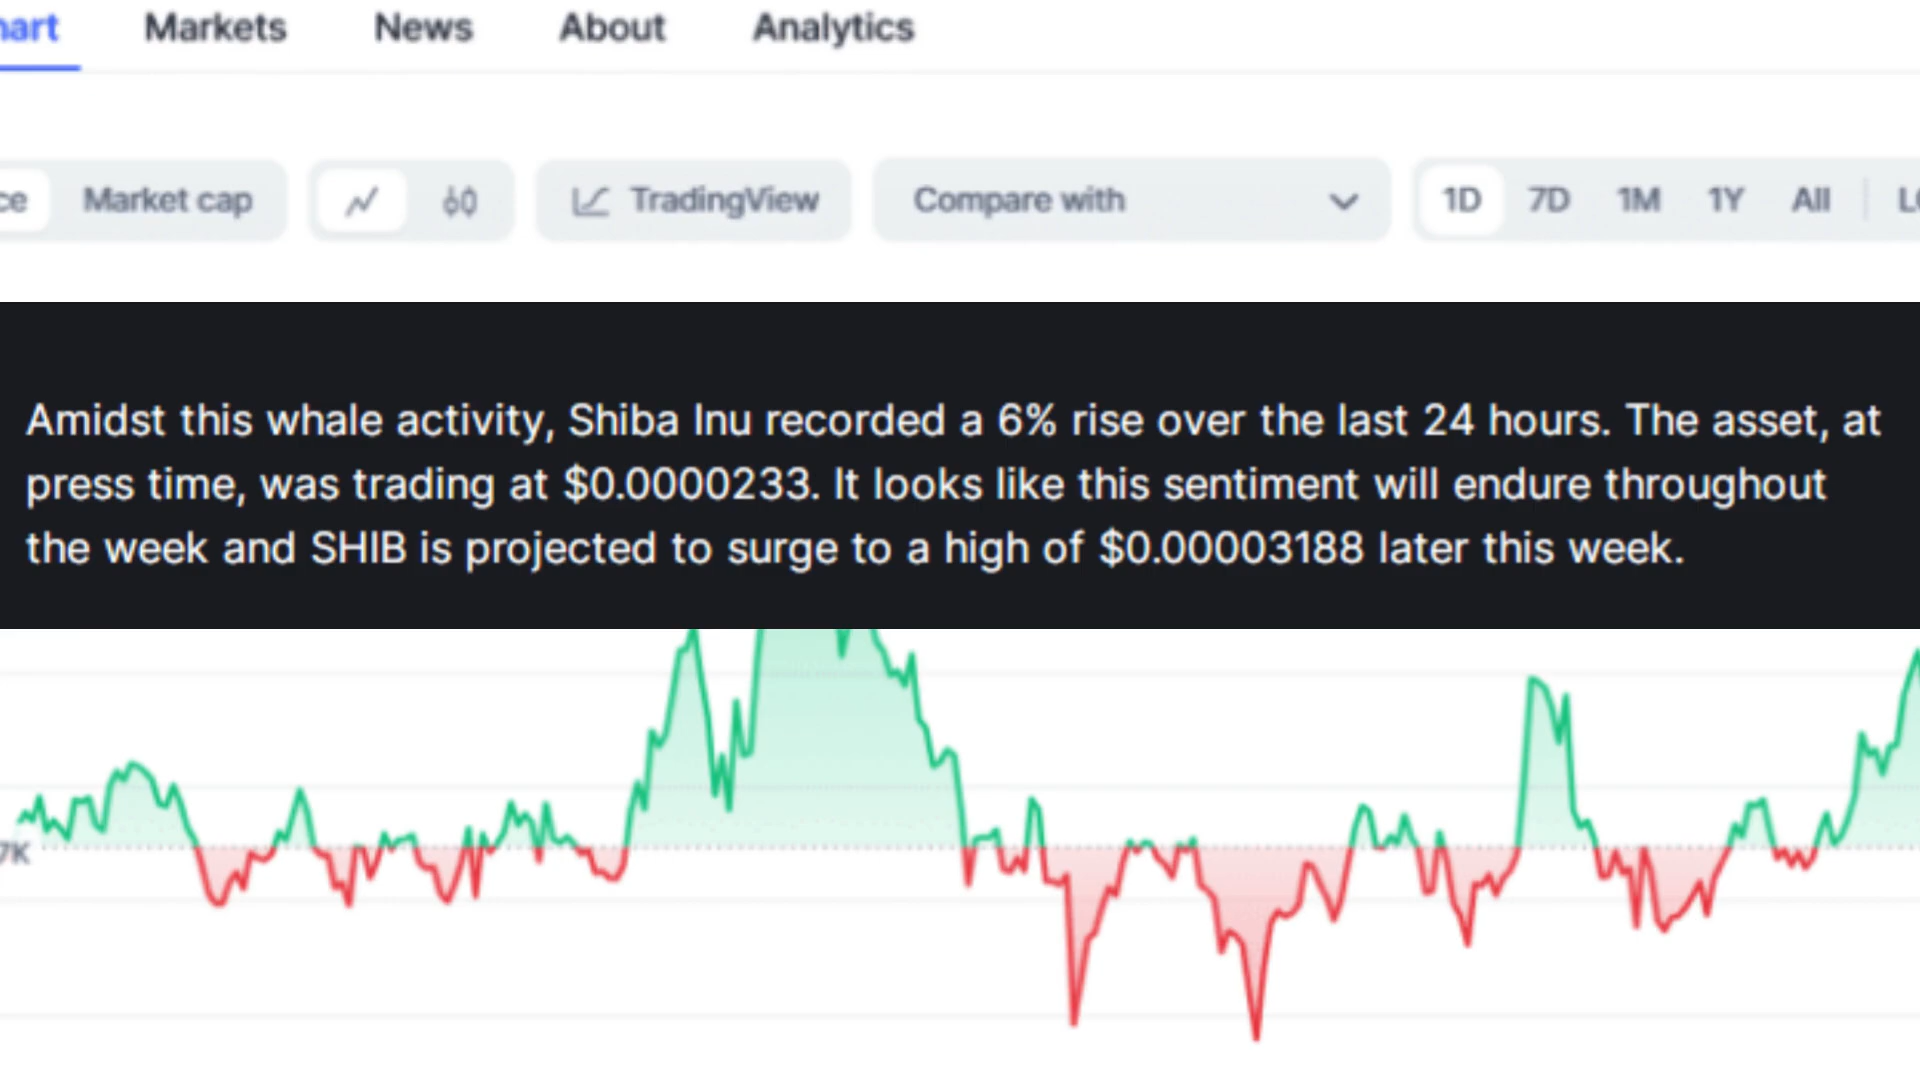 Markets News About Analytics
Market cap TradingView Compare with 1D 7D 1M 1Y All
Amidst this whale activity, Shiba Inu recorded a 6% rise over the last 24 hours. The asset, at
press time, was trading at $0.0000233. It looks like this sentiment will endure throughout
the week and SHIB is projected to surge to a high of $0.00003188 later this week.